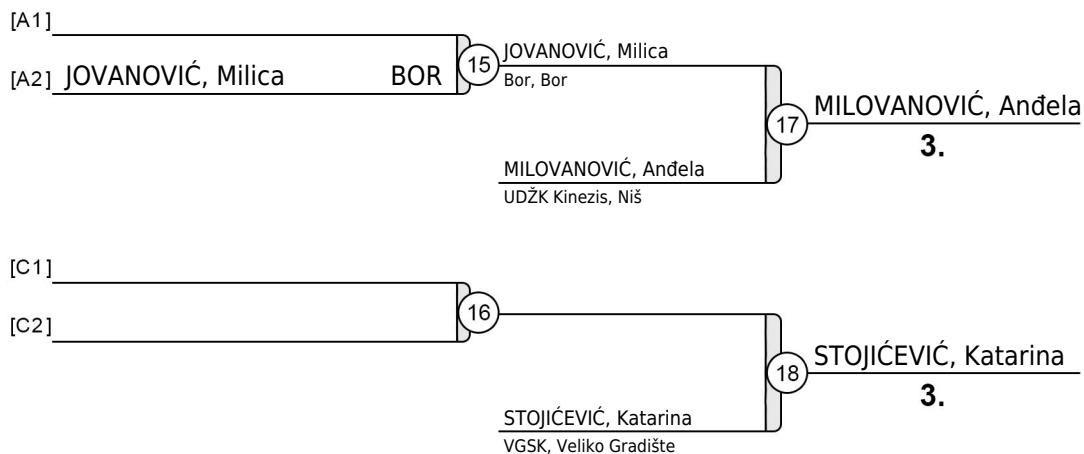 [A1]
[A2] JOVANOVIĆ, Milica BOR
15
JOVANOVIĆ, Milica
Bor, Bor
MILOVANOVIĆ, Anđela
UDŽK Kinezis, Niš
17
MILOVANOVIĆ, Anđela
3.
[C1]
[C2]
16
STOJIĆEVIĆ, Katarina
VGSK, Veliko Gradište
18
STOJIĆEVIĆ, Katarina
3.